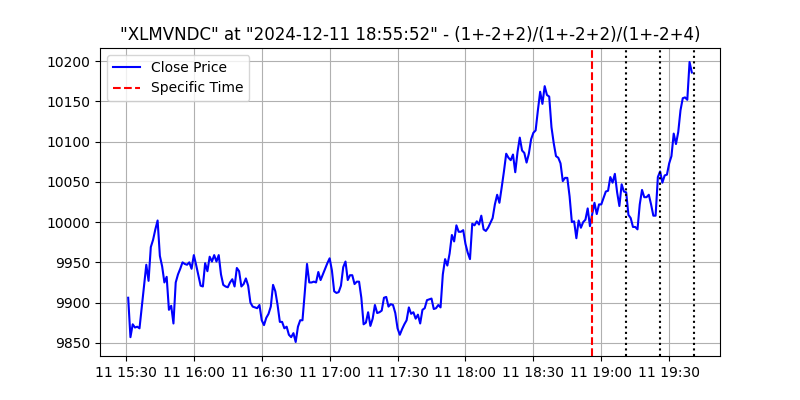 "XLMVNDC" at "2024-12-11 18:55:52" - (1+-2+2)/(1+-2+2)/(1+-2+4)
Close Price
Specific Time
10200
10150
10100
10050
10000
9950
9900
9850
11 15:30 11 16:00 11 16:30 11 17:00 11 17:30 11 18:00 11 18:30 11 19:00 11 19:30